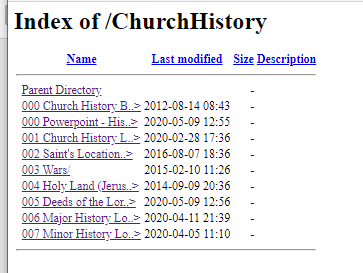 Index of /ChurchHistory
Name Last modified Size Description
Parent Directory -
000 Church History B..> 2012-08-14 08:43 -
000 Powerpoint - His..> 2020-05-09 12:55 -
001 Church History L..> 2020-02-28 17:36 -
002 Saint's Location..> 2016-08-07 18:36 -
003 Wars/ 2015-02-10 11:26 -
004 Holy Land (Jerus..> 2014-09-09 20:36 -
005 Deeds of the Lor..> 2020-05-09 12:56 -
006 Major History Lo..> 2020-04-11 21:39 -
007 Minor History Lo..> 2020-04-05 11:10 -